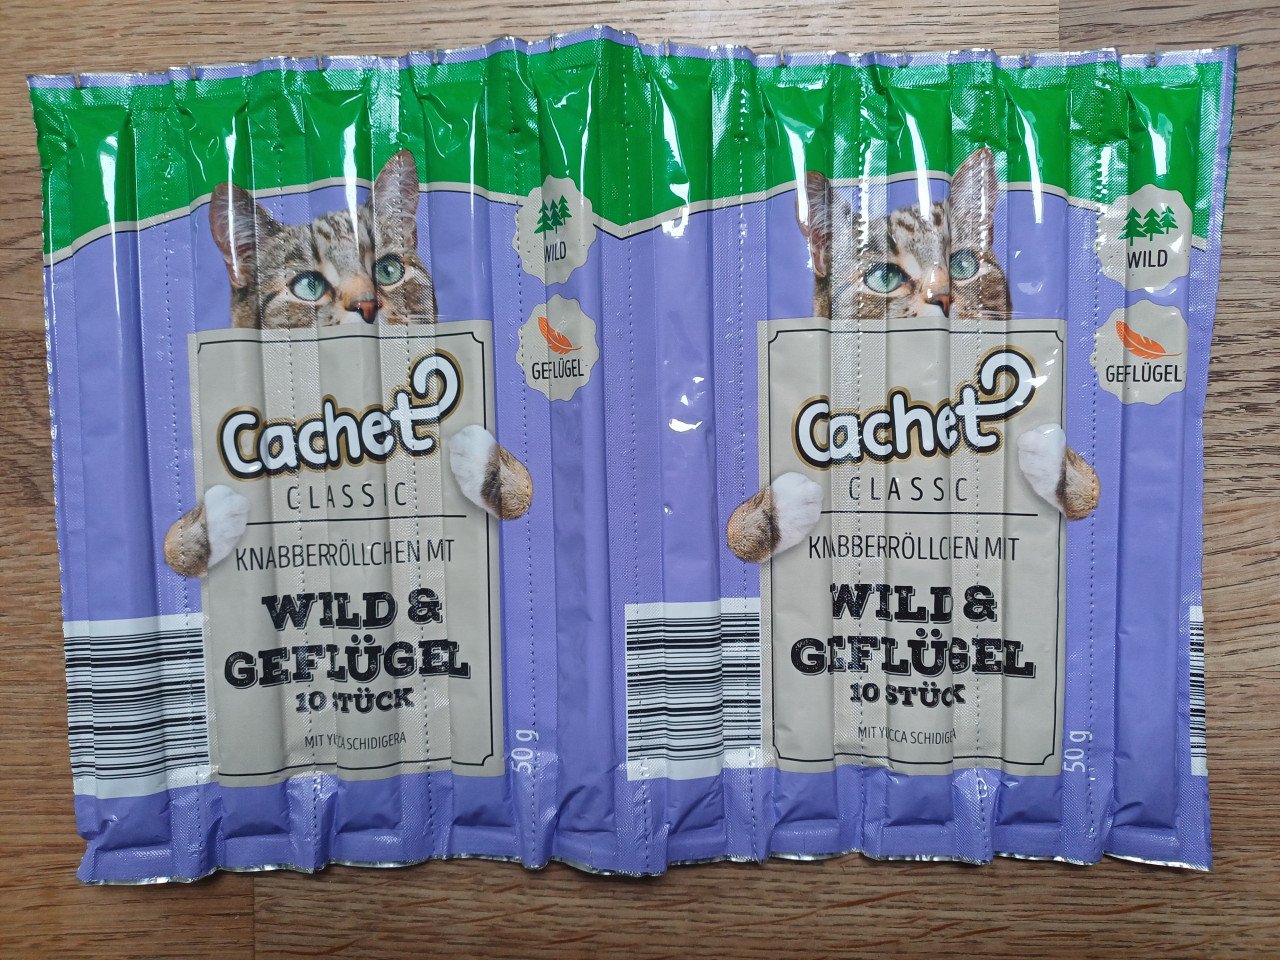 WILD
GEFLÜGEL
Cachet
CLASSIC
KNABBERRÖLLCHEN MIT
WILD &
GEFLÜGEL
10 STÜCK
MIT YUCCA SCHIDIGERA
50 g
WILD
GEFLÜGEL
Cachet
CLASSIC
KNABBERRÖLLCHEN MIT
WILD &
GEFLÜGEL
10 STÜCK
MIT YUCCA SCHIDIGERA
50 g